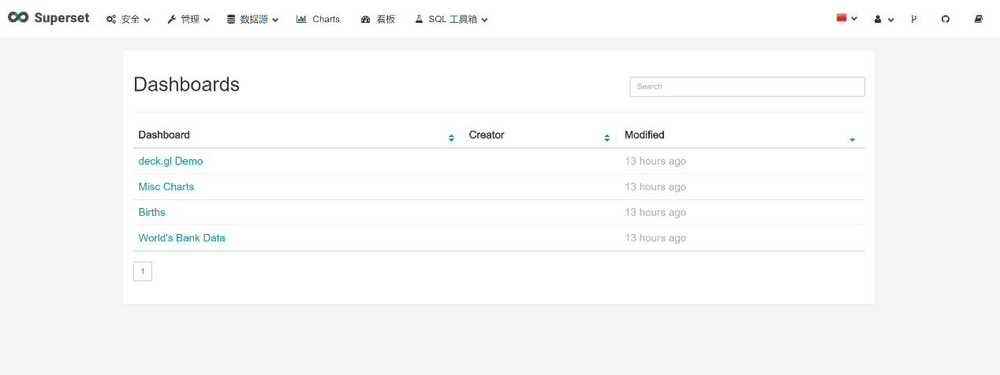 Superset 安全 管理 数据源 Charts 看板 SQL 工具箱
Dashboards Search
Dashboard Creator Modified
deck.gl Demo 13 hours ago
Misc Charts 13 hours ago
Births 13 hours ago
World's Bank Data 13 hours ago
1